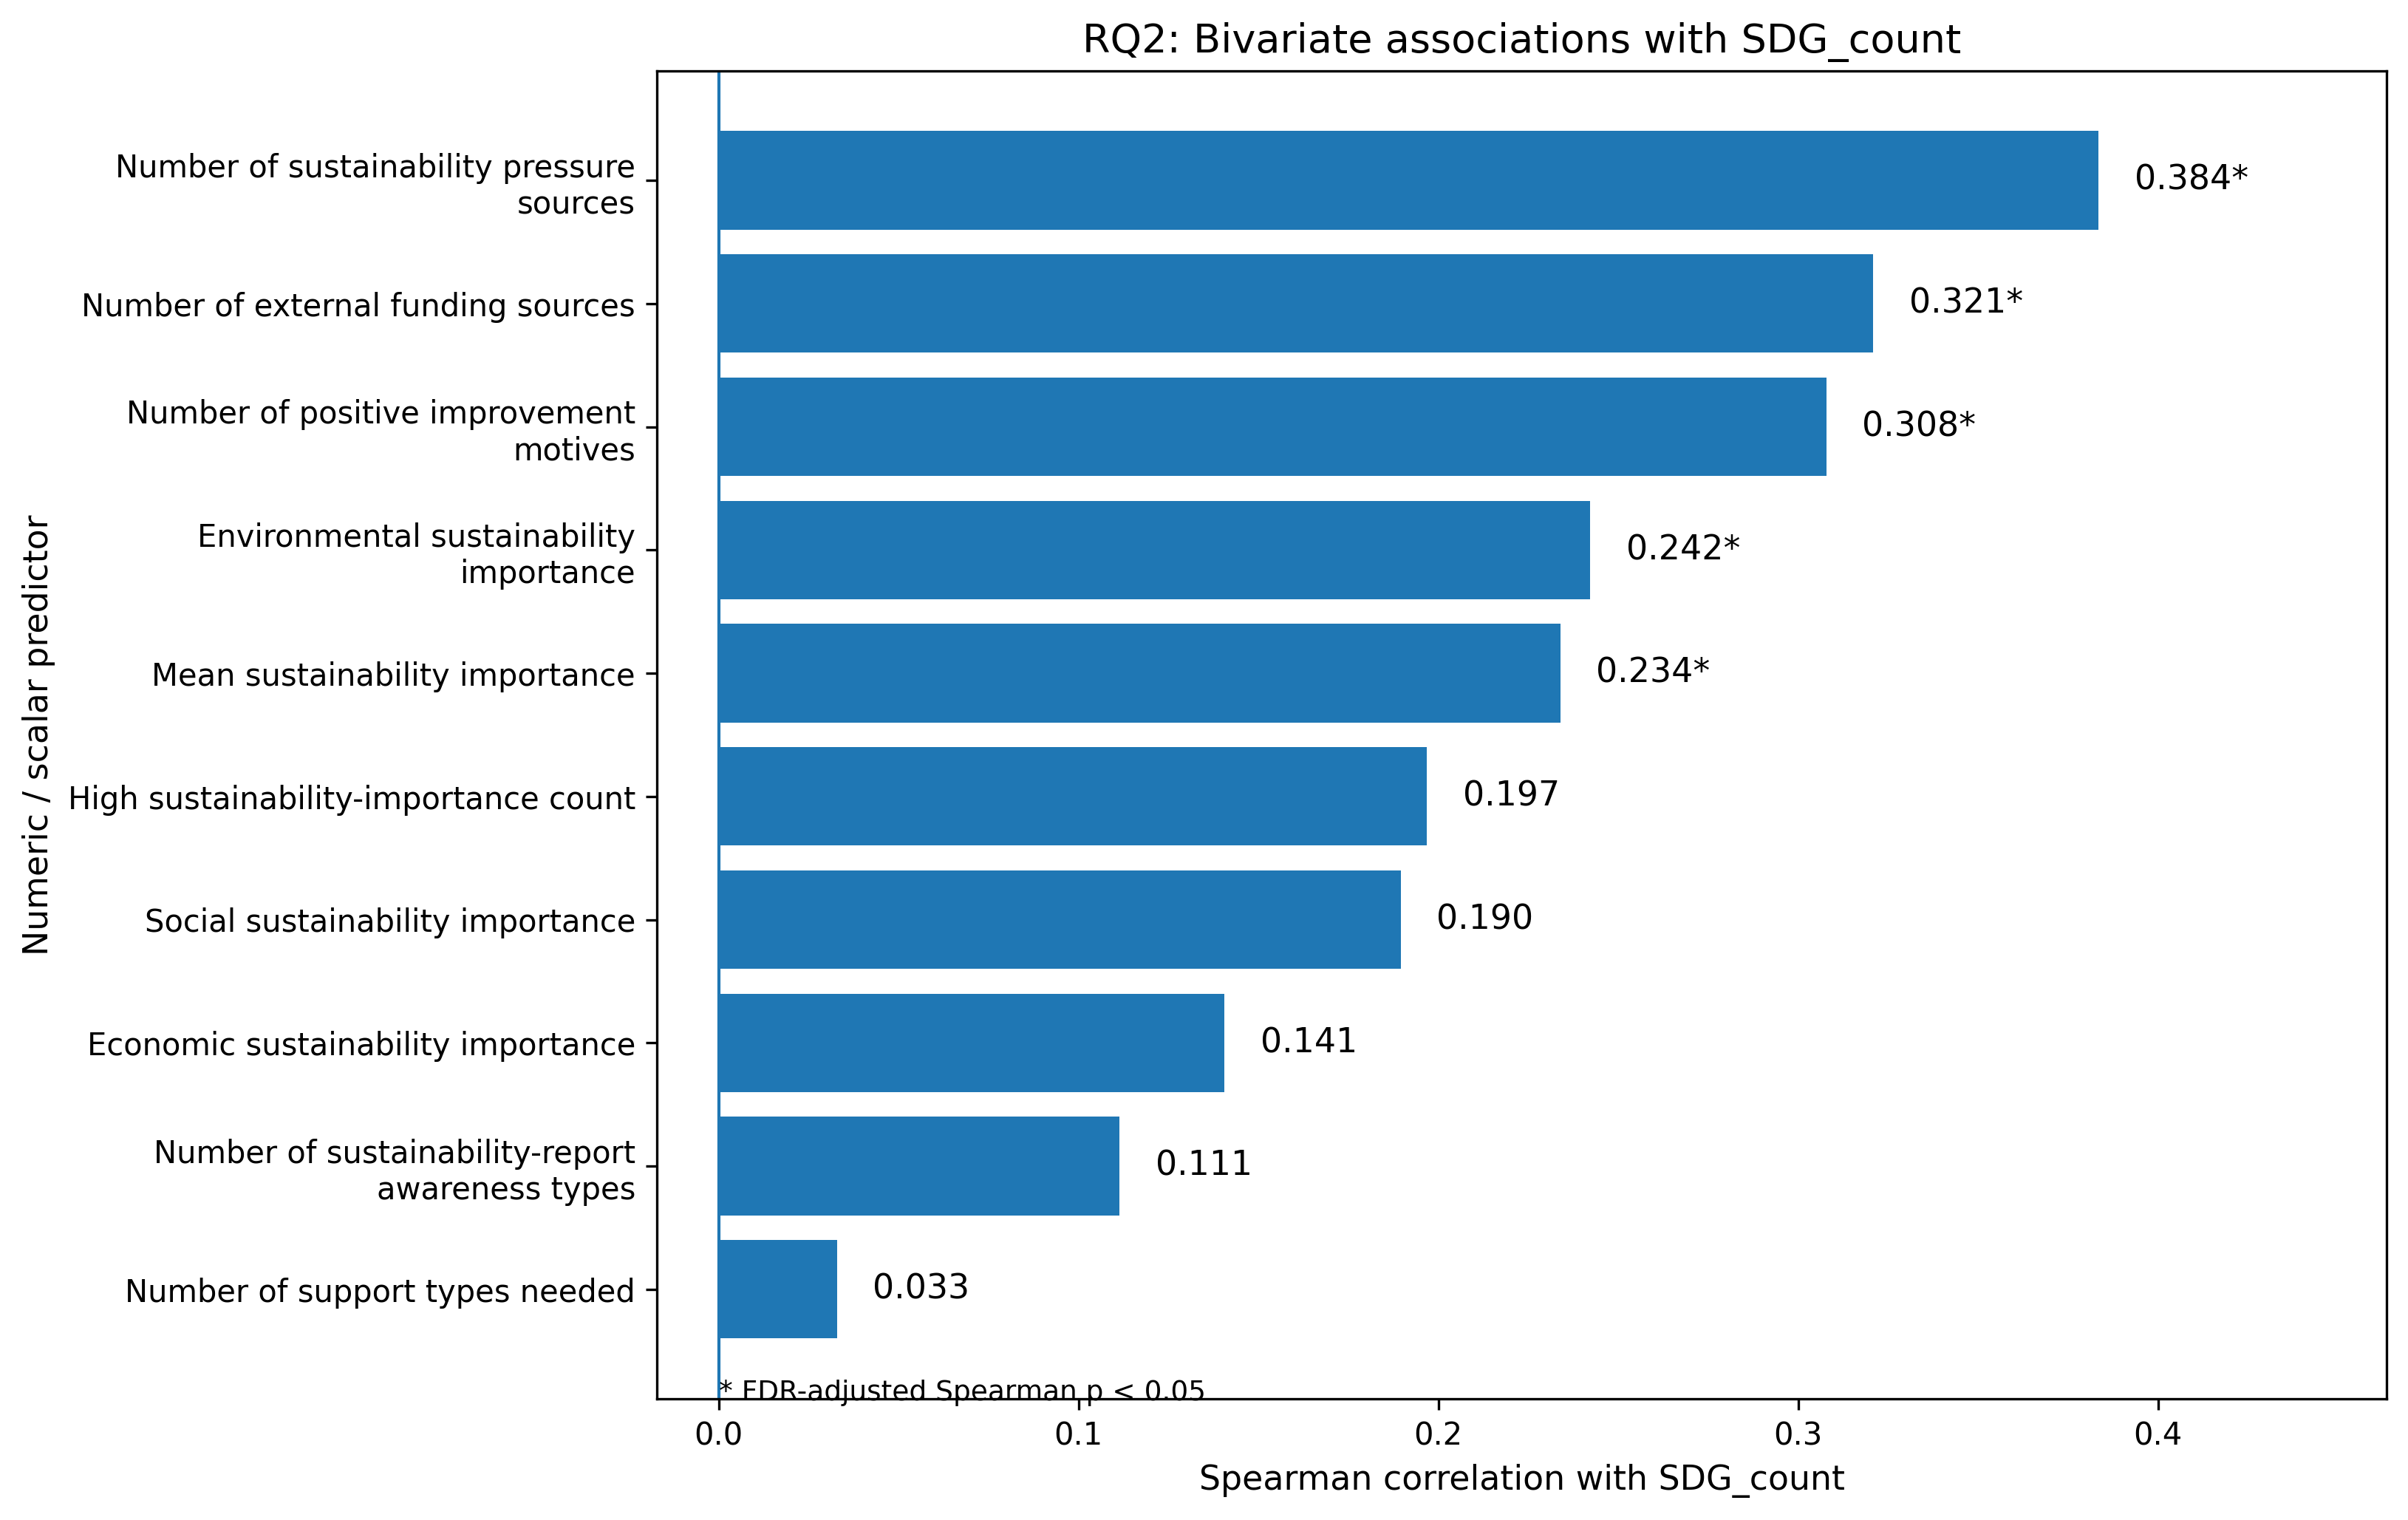 RQ2: Bivariate associations with SDG_count
Numeric / scalar predictor
Number of sustainability pressure
sources
0.384*
Number of external funding sources
0.321*
Number of positive improvement
motives
0.308*
Environmental sustainability
importance
0.242*
Mean sustainability importance
0.234*
High sustainability-importance count
0.197
Social sustainability importance
0.190
Economic sustainability importance
0.141
Number of sustainability-report
awareness types
0.111
Number of support types needed
0.033
* FDR-adjusted Spearman p < 0.05
0.0 0.1 0.2 0.3 0.4
Spearman correlation with SDG_count